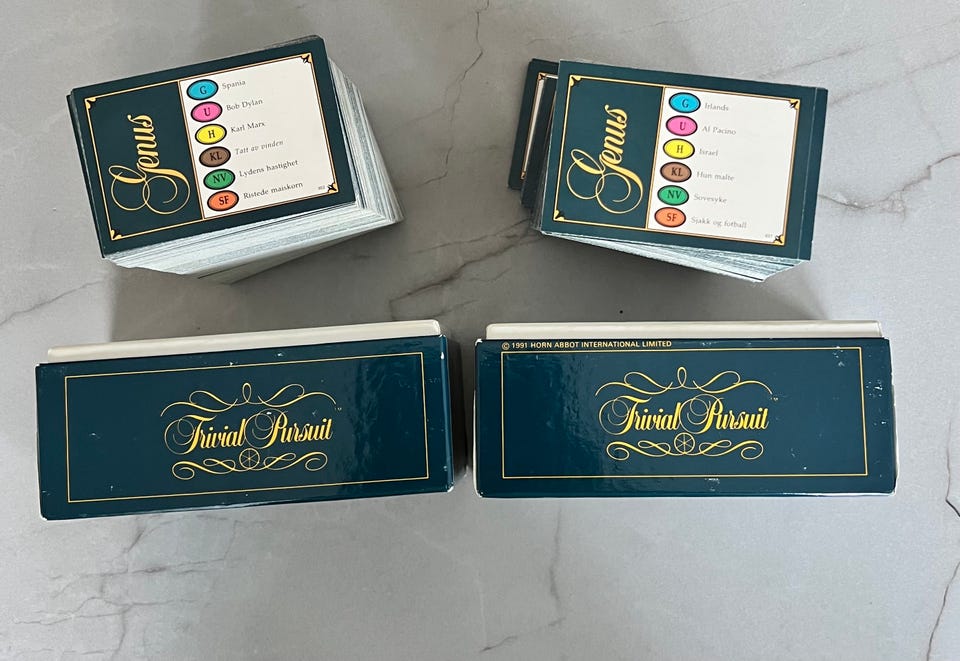 Genus
G Spania
U Bob Dylan
H Karl Marx
KL Tatt av vinden
NV Lydens hastighet
SF Ristede maiskorn
Genus
G Irlands
U Al Pacino
H Israel
KL Hun malte
NV Sovesyke
SF Sjakk og fotball
Trivial Pursuit
© 1991 HORN ABBOT INTERNATIONAL LIMITED
Trivial Pursuit